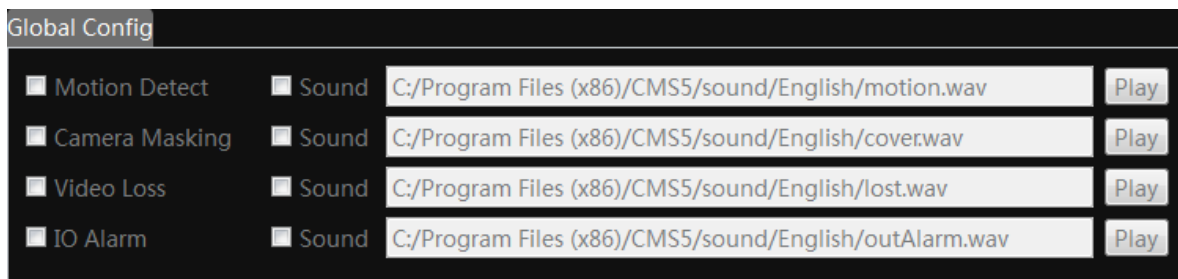 Global Config
Motion Detect Sound C:/Program Files (x86)/CMS5/sound/English/motion.wav Play
Camera Masking Sound C:/Program Files (x86)/CMS5/sound/English/cover.wav Play
Video Loss Sound C:/Program Files (x86)/CMS5/sound/English/lost.wav Play
IO Alarm Sound C:/Program Files (x86)/CMS5/sound/English/outAlarm.wav Play